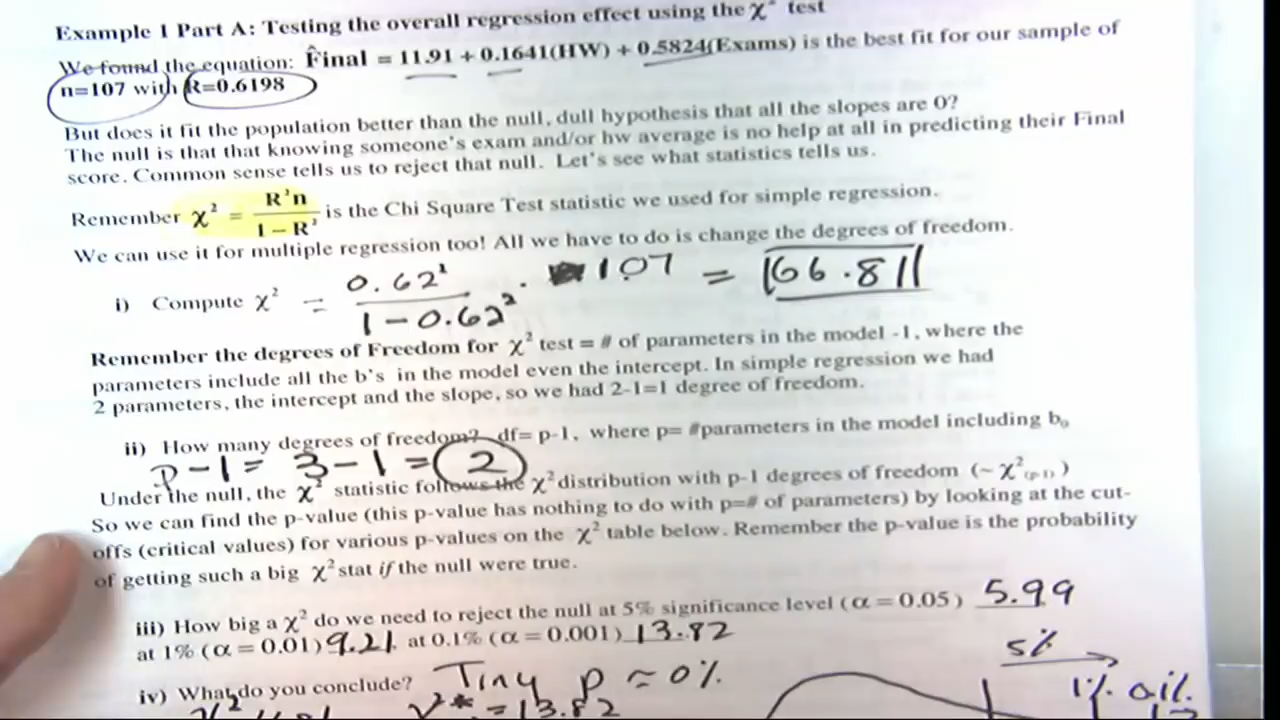 Example 1 Part A: Testing the overall regression effect using the χ² test
We found the equation: F̂inal = 11.91 + 0.1641(HW) + 0.5824(Exams) is the best fit for our sample of
n=107 with R=0.6198
But does it fit the population better than the null, dull hypothesis that all the slopes are 0?
The null is that that knowing someone's exam and/or hw average is no help at all in predicting their Final
score. Common sense tells us to reject that null. Let's see what statistics tells us.
Remember χ² = R²n / 1 – R² is the Chi Square Test statistic we used for simple regression.
We can use it for multiple regression too! All we have to do is change the degrees of freedom.
i) Compute χ² = 0.62² / 1 – 0.62² · 107 = 66.81
Remember the degrees of Freedom for χ² test = # of parameters in the model -1, where the
parameters include all the b's in the model even the intercept. In simple regression we had
2 parameters, the intercept and the slope, so we had 2-1=1 degree of freedom.
ii) How many degrees of freedom? df= p-1, where p= #parameters in the model including b₀
P – 1 = 3 – 1 = 2
Under the null, the χ² statistic follows the χ² distribution with p-1 degrees of freedom (~ χ²(p-1))
So we can find the p-value (this p-value has nothing to do with p=# of parameters) by looking at the cut-
offs (critical values) for various p-values on the χ² table below. Remember the p-value is the probability
of getting such a big χ² stat if the null were true.
iii) How big a χ² do we need to reject the null at 5% significance level (α = 0.05) 5.99
at 1% (α = 0.01) 9.21 at 0.1% (α = 0.001) 13.82
5%
iv) What do you conclude? Tiny p ≈ 0%
1%
= 13.82